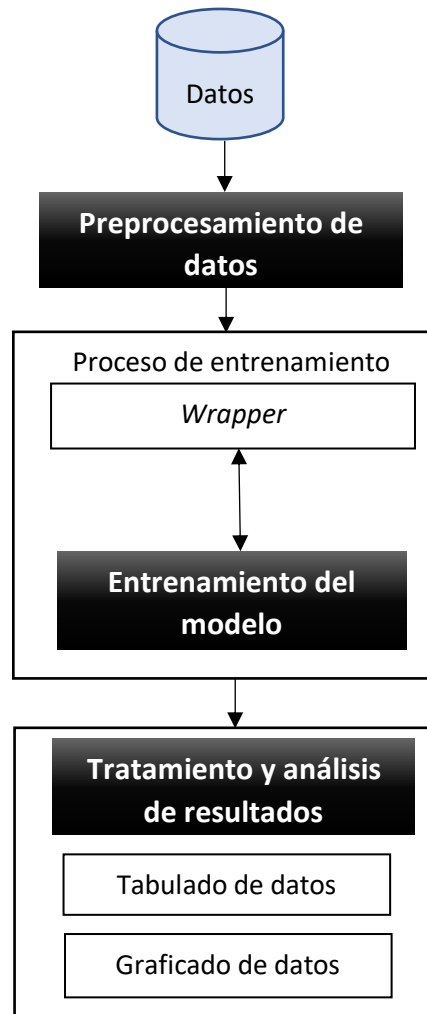 Datos
Preprocesamiento de
datos
Proceso de entrenamiento
Wrapper
Entrenamiento del
modelo
Tratamiento y análisis
de resultados
Tabulado de datos
Graficado de datos